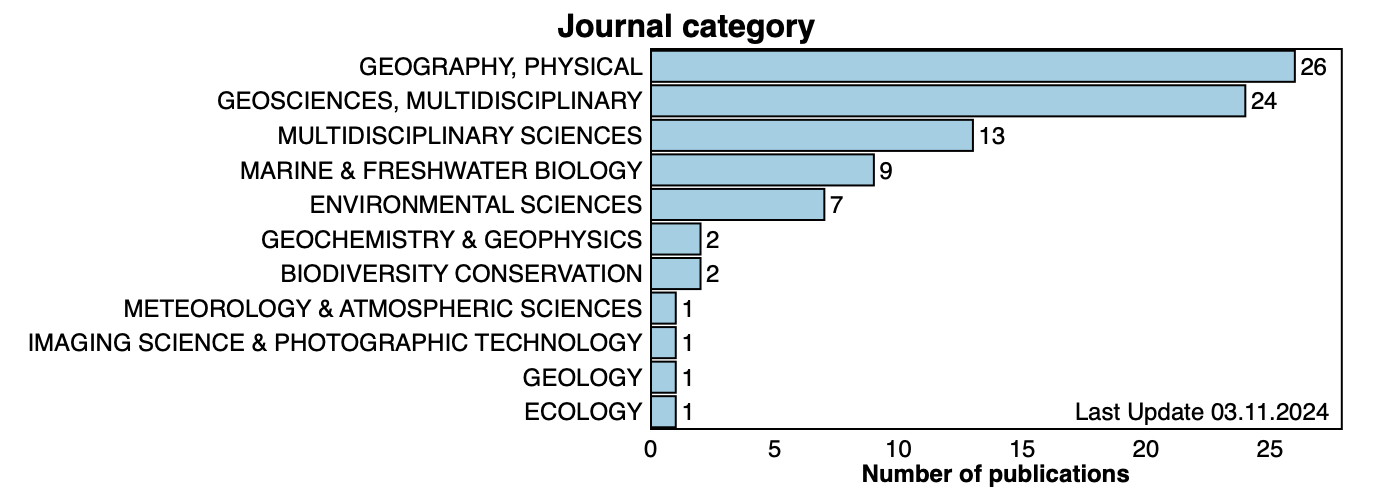 Journal category
GEOGRAPHY, PHYSICAL 26
GEOSCIENCES, MULTIDISCIPLINARY 24
MULTIDISCIPLINARY SCIENCES 13
MARINE & FRESHWATER BIOLOGY 9
ENVIRONMENTAL SCIENCES 7
GEOCHEMISTRY & GEOPHYSICS 2
BIODIVERSITY CONSERVATION 2
METEOROLOGY & ATMOSPHERIC SCIENCES 1
IMAGING SCIENCE & PHOTOGRAPHIC TECHNOLOGY 1
GEOLOGY 1
ECOLOGY 1 Last Update 03.11.2024
0 5 10 15 20 25
Number of publications